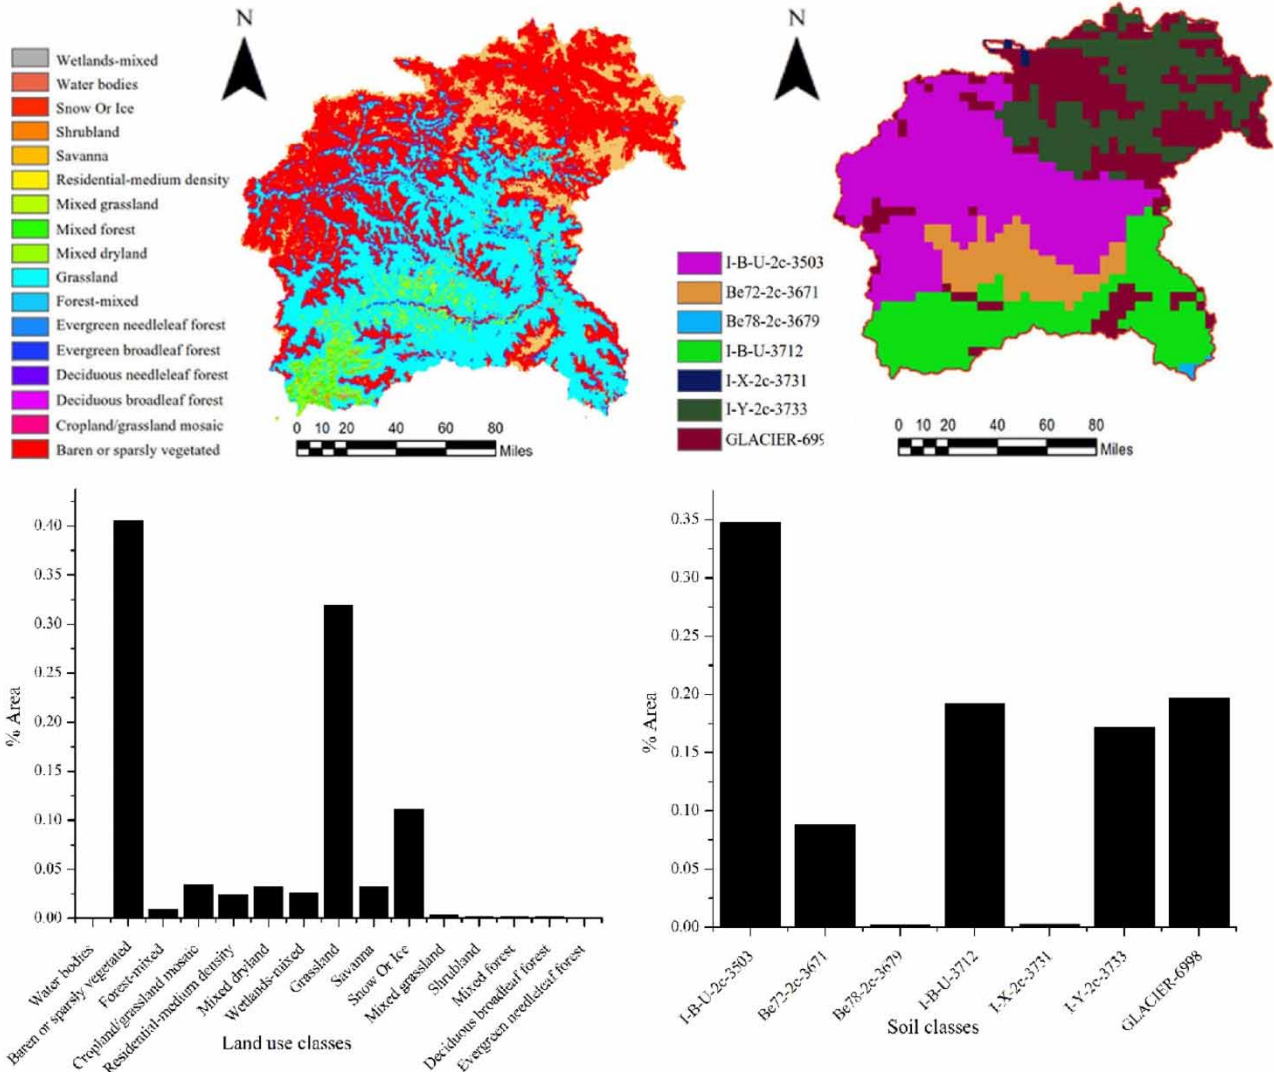 N
Wetlands-mixed
Water bodies
Snow Or Ice
Shrubland
Savanna
Residential-medium density
Mixed grassland
Mixed forest
Mixed dryland
Grassland
Forest-mixed
Evergreen needleleaf forest
Evergreen broadleaf forest
Deciduous needleleaf forest
Deciduous broadleaf forest
Cropland/grassland mosaic
Baren or sparsly vegetated
0 10 20 40 60 80
Miles
N
I-B-U-2c-3503
Be72-2c-3671
Be78-2c-3679
I-B-U-3712
I-X-2c-3731
I-Y-2c-3733
GLACIER-699
0 10 20 40 60 80
Miles
% Area
0.40
0.35
0.30
0.25
0.20
0.15
0.10
0.05
0.00
Water bodies
Baren or sparsly vegetated
Forest-mixed
Cropland/grassland mosaic
Residential-medium density
Mixed dryland
Wetlands-mixed
Grassland
Savanna
Snow Or Ice
Mixed grassland
Shrubland
Mixed forest
Deciduous broadleaf forest
Evergreen needleleaf forest
Land use classes
% Area
0.35
0.30
0.25
0.20
0.15
0.10
0.05
0.00
I-B-U-2c-3503
Be72-2c-3671
Be78-2c-3679
I-B-U-3712
I-X-2c-3731
I-Y-2c-3733
GLACIER-6998
Soil classes